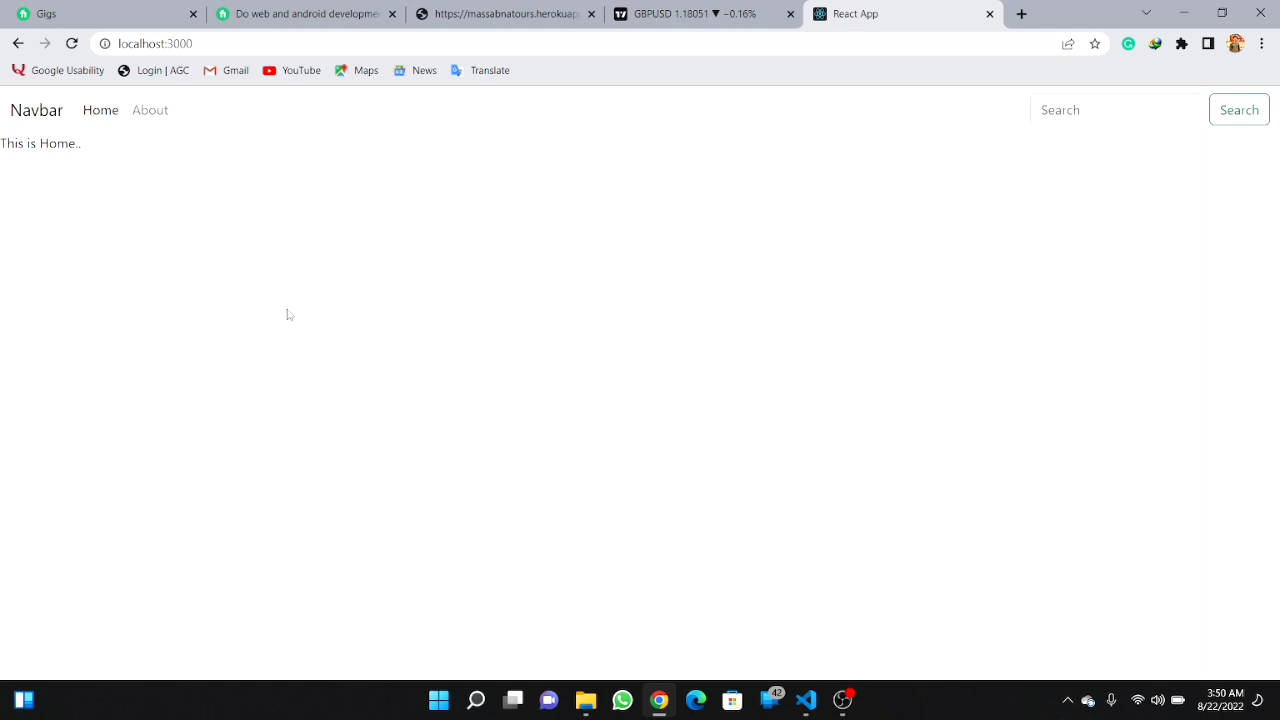 Gigs
Do web and android developme
https://massabnatours.herokuap
GBPUSD 1.18051 ▼ −0.16%
React App
localhost:3000
Google Usability
Login | AGC
Gmail
YouTube
Maps
News
Translate
Navbar
Home
About
Search
Search
This is Home..
42
3:50 AM
8/22/2022